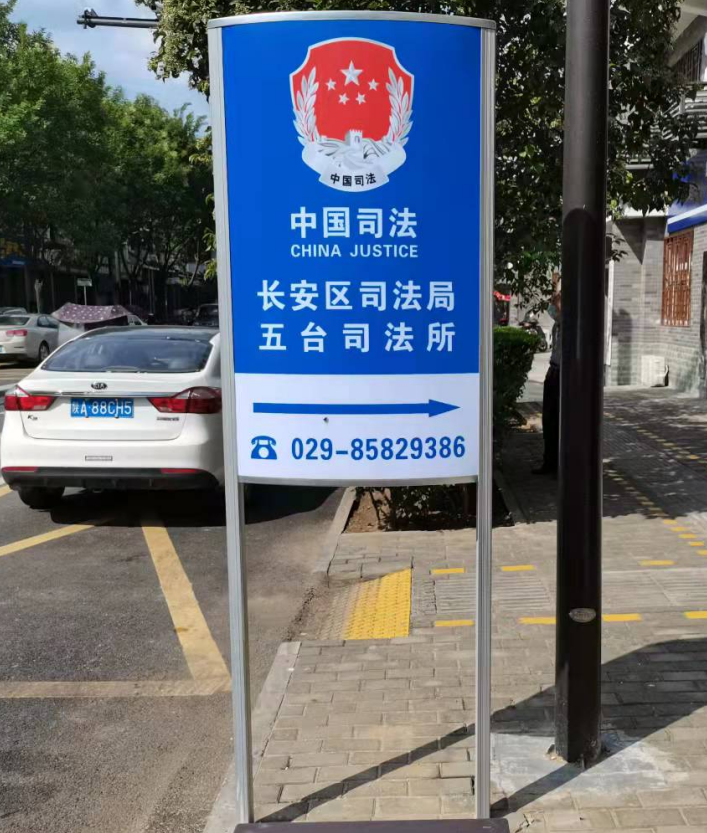 中国司法
中国司法
CHINA JUSTICE
长安区司法局
五台司法所
029-85829386
KIA
陕A·88CH5